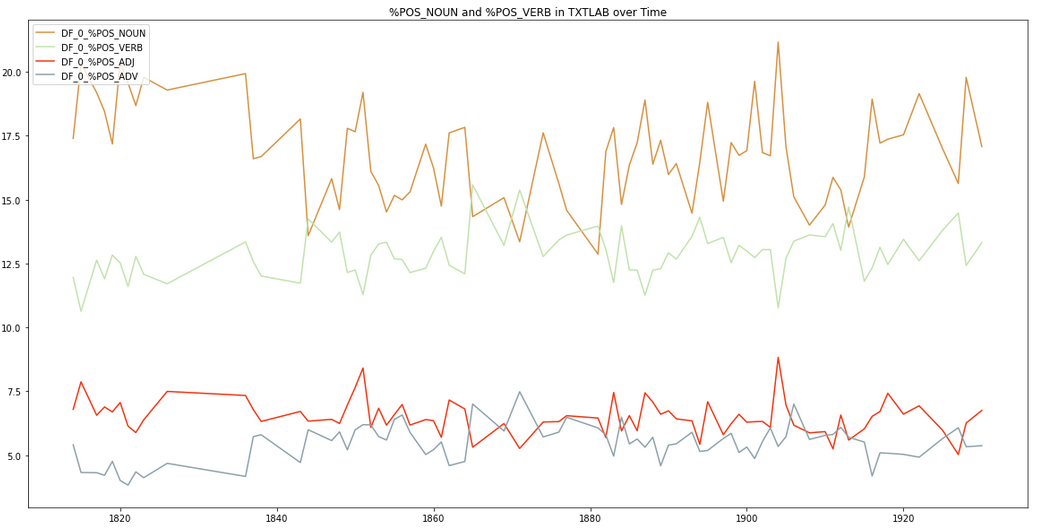 %POS_NOUN and %POS_VERB in TXTLAB over Time
DF_0_%POS_NOUN
DF_0_%POS_VERB
DF_0_%POS_ADJ
DF_0_%POS_ADV
20.0
17.5
15.0
12.5
10.0
7.5
5.0
1820 1840 1860 1880 1900 1920